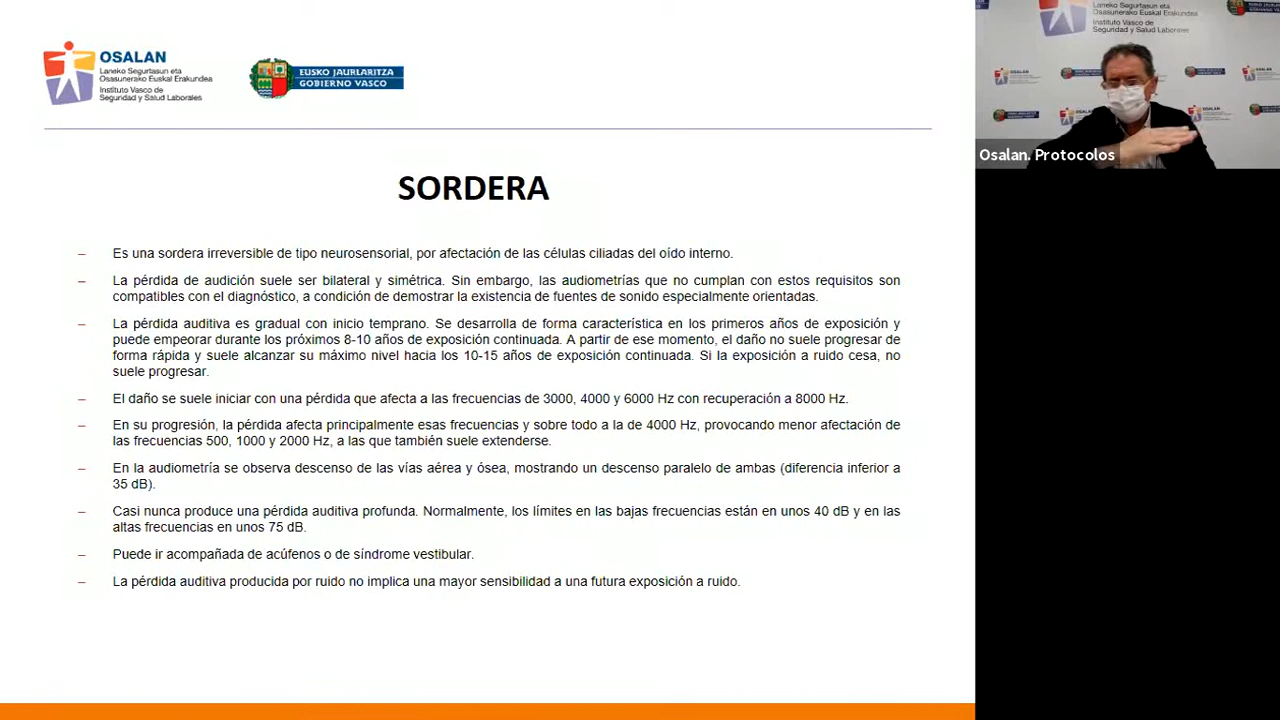 OSALAN
Laneko Segurtasun eta
Osasunerako Euskal Erakundea
Instituto Vasco de
Seguridad y Salud Laborales
EUSKO JAURLARITZA
GOBIERNO VASCO
SORDERA
– Es una sordera irreversible de tipo neurosensorial, por afectación de las células ciliadas del oído interno.
– La pérdida de audición suele ser bilateral y simétrica. Sin embargo, las audiometrías que no cumplan con estos requisitos son
compatibles con el diagnóstico, a condición de demostrar la existencia de fuentes de sonido especialmente orientadas.
– La pérdida auditiva es gradual con inicio temprano. Se desarrolla de forma característica en los primeros años de exposición y
puede empeorar durante los próximos 8-10 años de exposición continuada. A partir de ese momento, el daño no suele progresar de
forma rápida y suele alcanzar su máximo nivel hacia los 10-15 años de exposición continuada. Si la exposición a ruido cesa, no
suele progresar.
– El daño se suele iniciar con una pérdida que afecta a las frecuencias de 3000, 4000 y 6000 Hz con recuperación a 8000 Hz.
– En su progresión, la pérdida afecta principalmente esas frecuencias y sobre todo a la de 4000 Hz, provocando menor afectación de
las frecuencias 500, 1000 y 2000 Hz, a las que también suele extenderse.
– En la audiometría se observa descenso de las vías aérea y ósea, mostrando un descenso paralelo de ambas (diferencia inferior a
35 dB).
– Casi nunca produce una pérdida auditiva profunda. Normalmente, los límites en las bajas frecuencias están en unos 40 dB y en las
altas frecuencias en unos 75 dB.
– Puede ir acompañada de acúfenos o de síndrome vestibular.
– La pérdida auditiva producida por ruido no implica una mayor sensibilidad a una futura exposición a ruido.
Laneko Segurtasun eta
Osasunerako Euskal Erakundea
Instituto Vasco de
Seguridad y Salud Laborales
OSALAN
Osalan. Protocolos